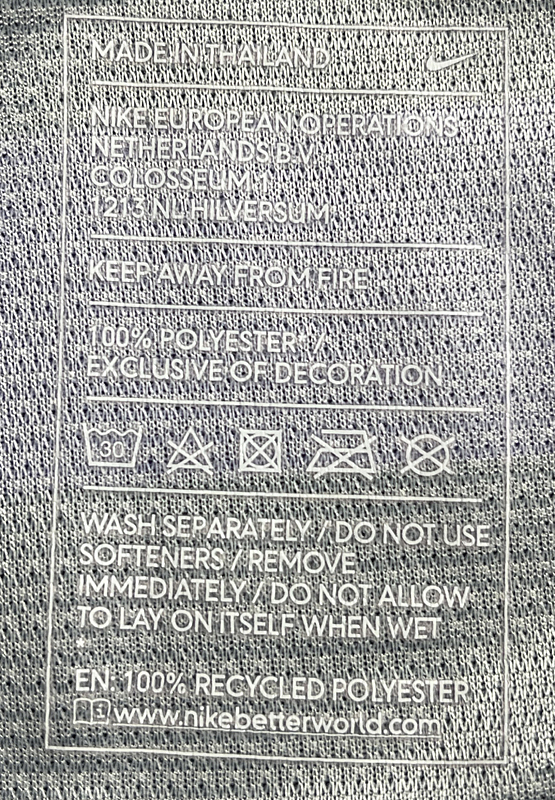 MADE IN THAILAND
NIKE EUROPEAN OPERATIONS
NETHERLANDS B.V.
COLOSSEUM 1
1213 NL HILVERSUM
KEEP AWAY FROM FIRE
100% POLYESTER* /
EXCLUSIVE OF DECORATION
30
WASH SEPARATELY / DO NOT USE
SOFTENERS / REMOVE
IMMEDIATELY / DO NOT ALLOW
TO LAY ON ITSELF WHEN WET
*
EN: 100% RECYCLED POLYESTER
www.nikebetterworld.com